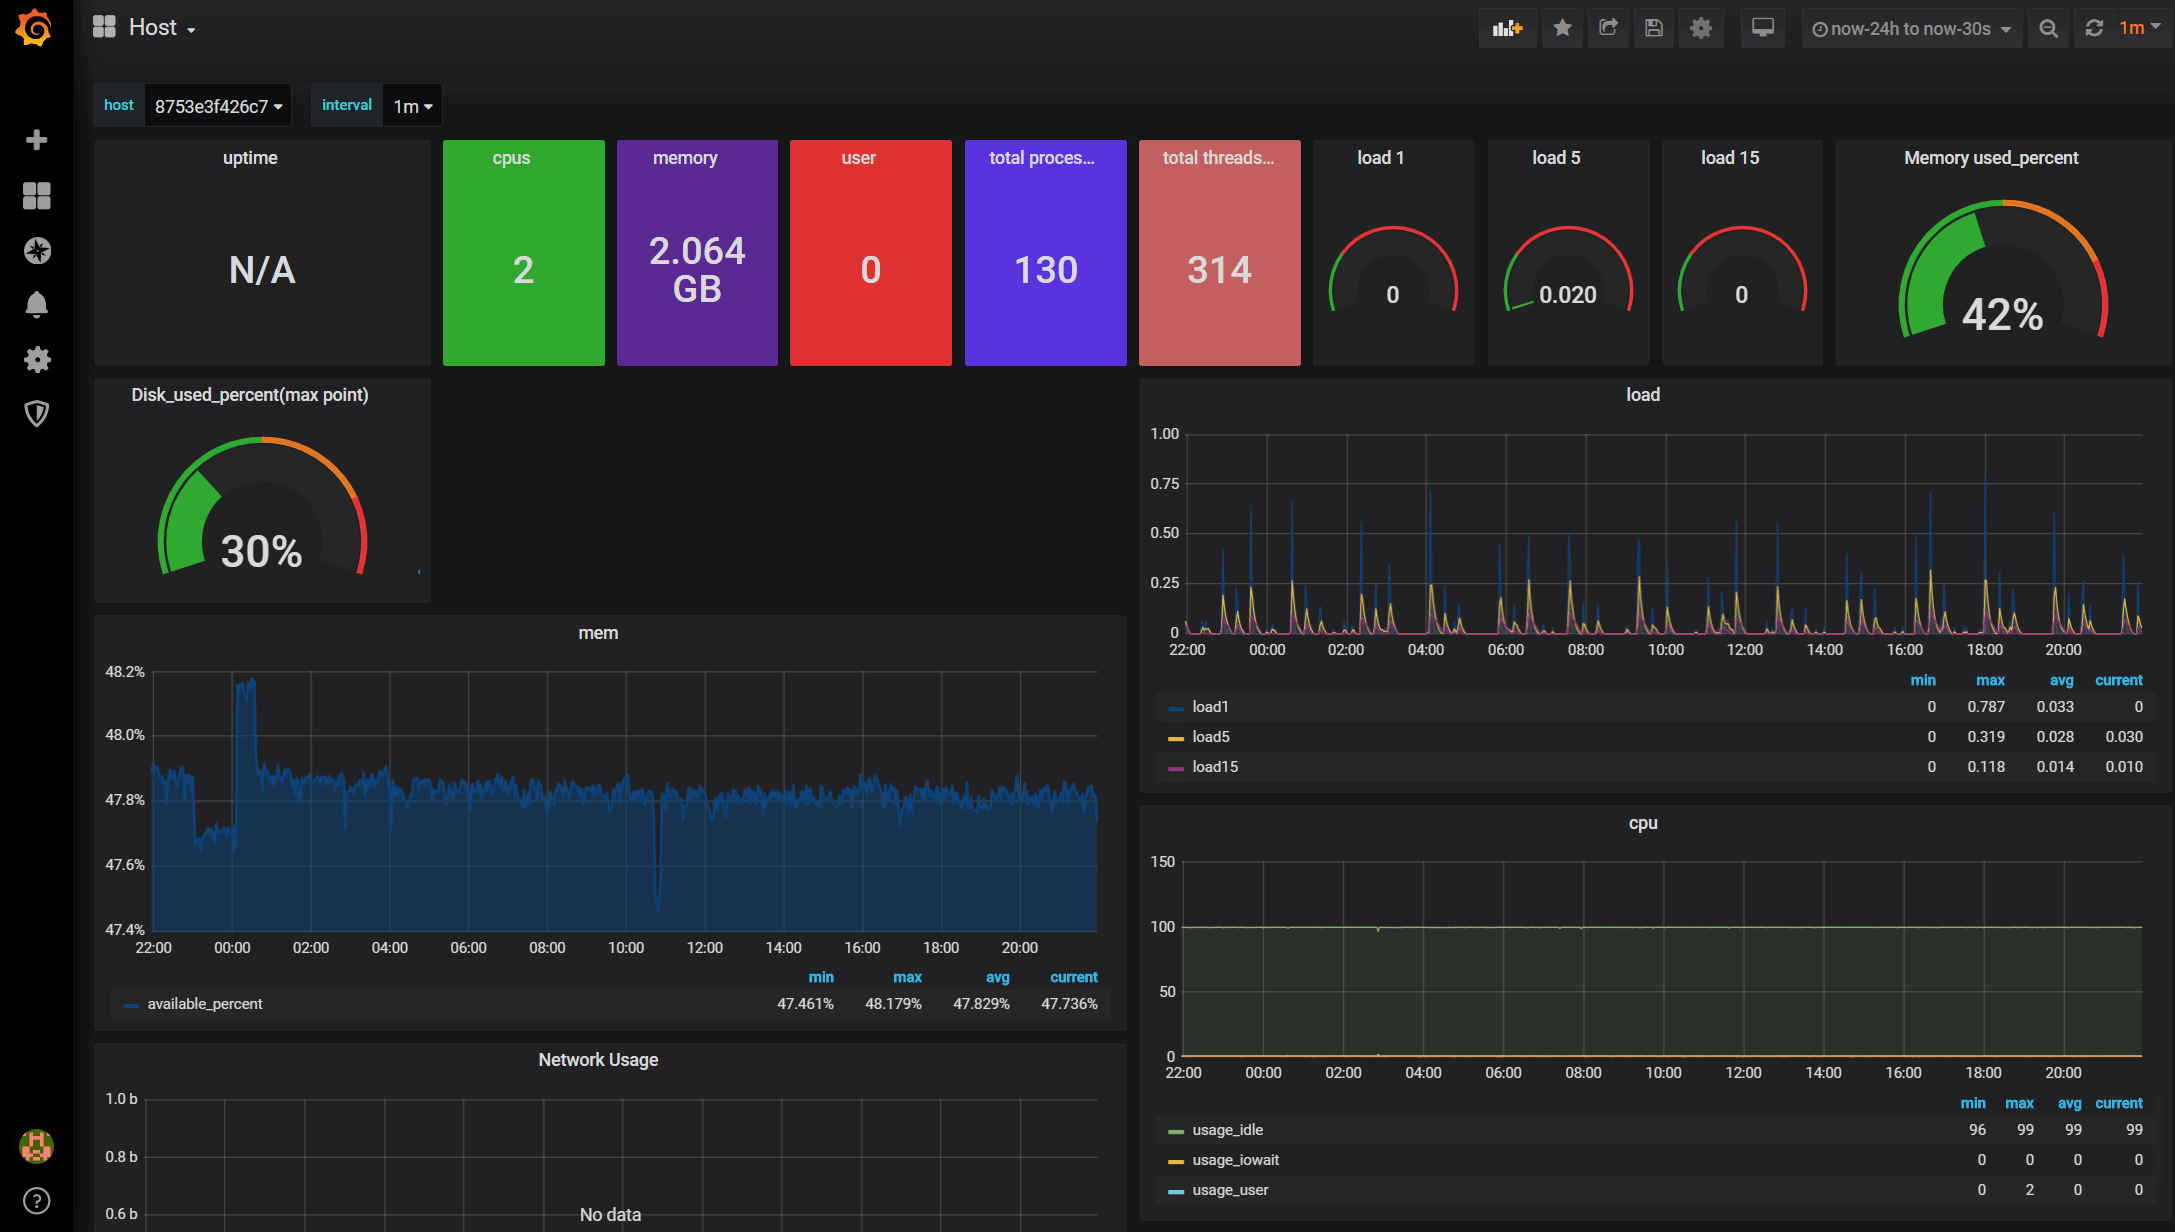 Host
now-24h to now-30s
1m
host 8753e3f426c7 interval 1m
uptime
N/A
cpus
2
memory
2.064
GB
user
0
total proces...
130
total threads...
314
load 1
0
load 5
0.020
load 15
0
Memory used_percent
42%
Disk_used_percent(max point)
30%
load
1.00
0.75
0.50
0.25
0
22:00 00:00 02:00 04:00 06:00 08:00 10:00 12:00 14:00 16:00 18:00 20:00
min max avg current
load1 0 0.787 0.033 0
load5 0 0.319 0.028 0.030
load15 0 0.118 0.014 0.010
mem
48.2%
48.0%
47.8%
47.6%
47.4%
22:00 00:00 02:00 04:00 06:00 08:00 10:00 12:00 14:00 16:00 18:00 20:00
min max avg current
available_percent 47.461% 48.179% 47.829% 47.736%
cpu
150
100
50
0
22:00 00:00 02:00 04:00 06:00 08:00 10:00 12:00 14:00 16:00 18:00 20:00
min max avg current
usage_idle 96 99 99 99
usage_iowait 0 0 0 0
usage_user 0 2 0 0
Network Usage
1.0 b
0.8 b
0.6 b
No data